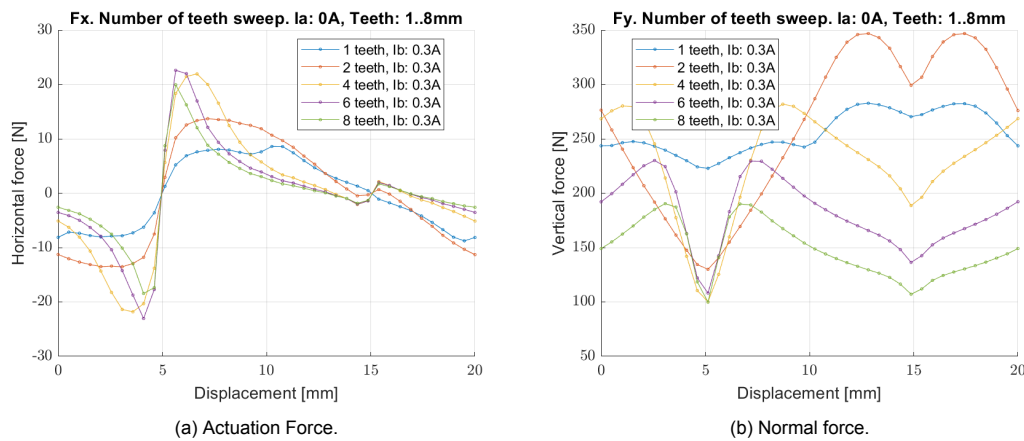 Fx. Number of teeth sweep. Ia: 0A, Teeth: 1..8mm
30
20
10
0
-10
-20
-30
Horizontal force [N]
1 teeth, Ib: 0.3A
2 teeth, Ib: 0.3A
4 teeth, Ib: 0.3A
6 teeth, Ib: 0.3A
8 teeth, Ib: 0.3A
0 5 10 15 20
Displacement [mm]
(a) Actuation Force.
Fy. Number of teeth sweep. Ia: 0A, Teeth: 1..8mm
350
300
250
200
150
100
50
Vertical force [N]
1 teeth, Ib: 0.3A
2 teeth, Ib: 0.3A
4 teeth, Ib: 0.3A
6 teeth, Ib: 0.3A
8 teeth, Ib: 0.3A
0 5 10 15 20
Displacement [mm]
(b) Normal force.